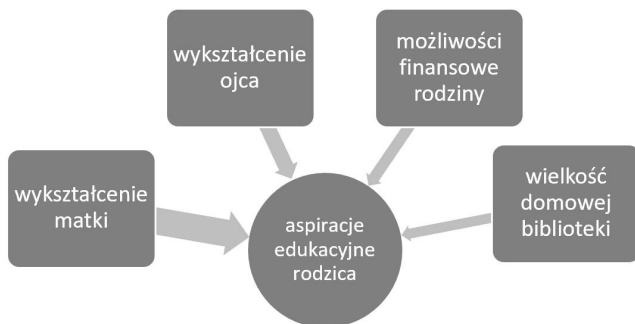 wykształcenie
ojca
możliwości
finansowe
rodziny
wykształcenie
matki
wielkość
domowej
biblioteki
aspiracje
edukacyjne
rodzica